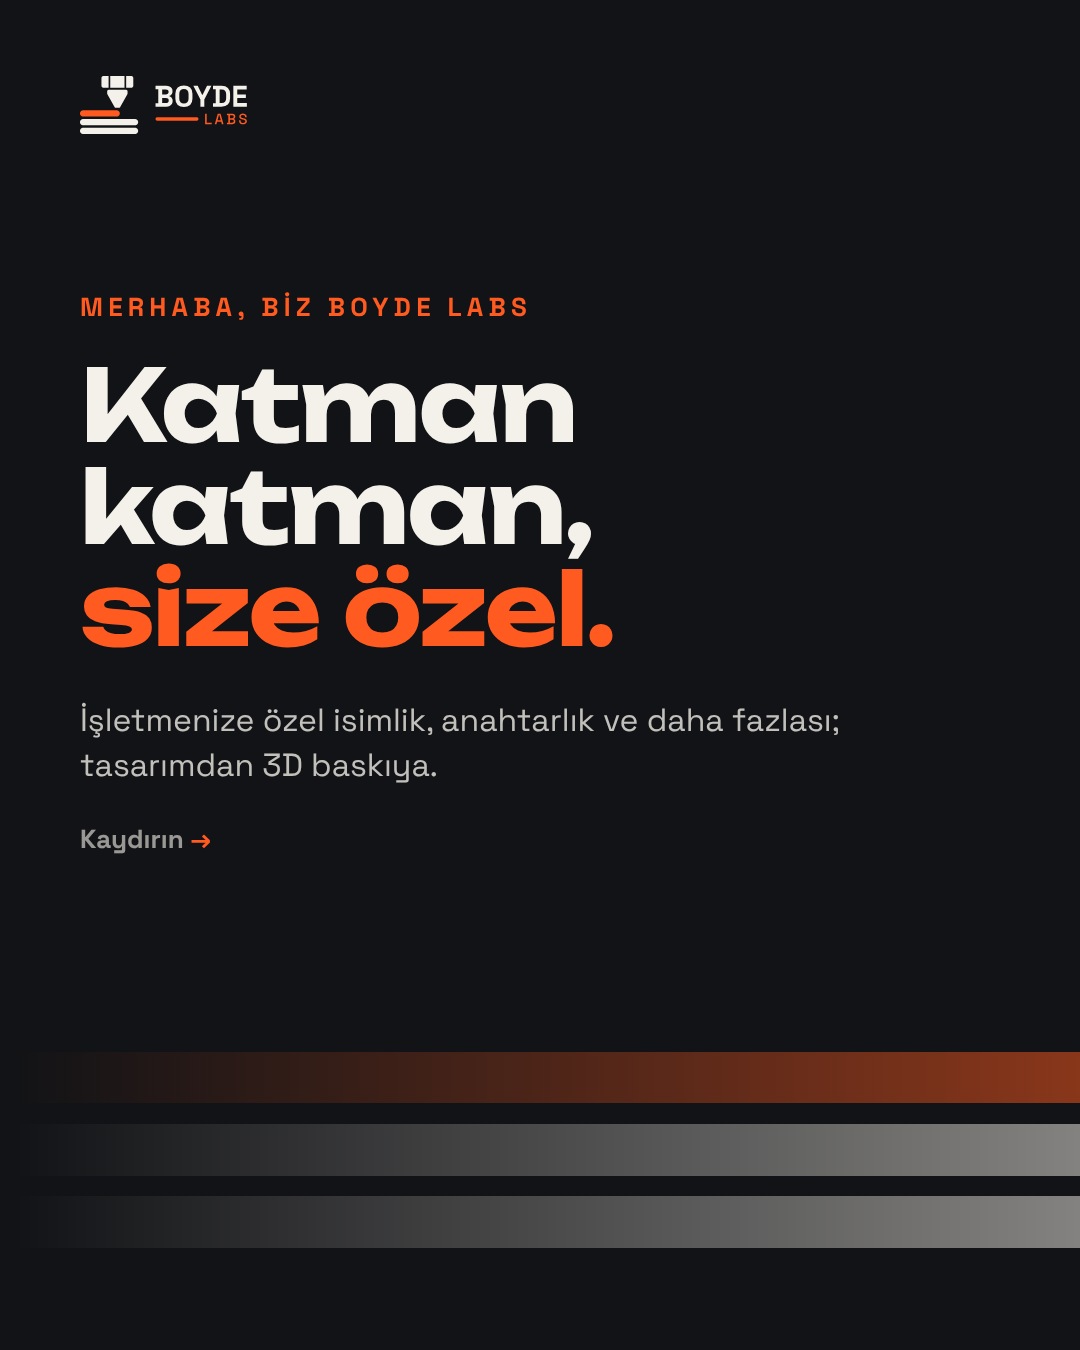 BOYDE
LABS
MERHABA, BİZ BOYDE LABS
Katman
katman,
size özel.
İşletmenize özel isimlik, anahtarlık ve daha fazlası;
tasarımdan 3D baskıya.
Kaydırın →